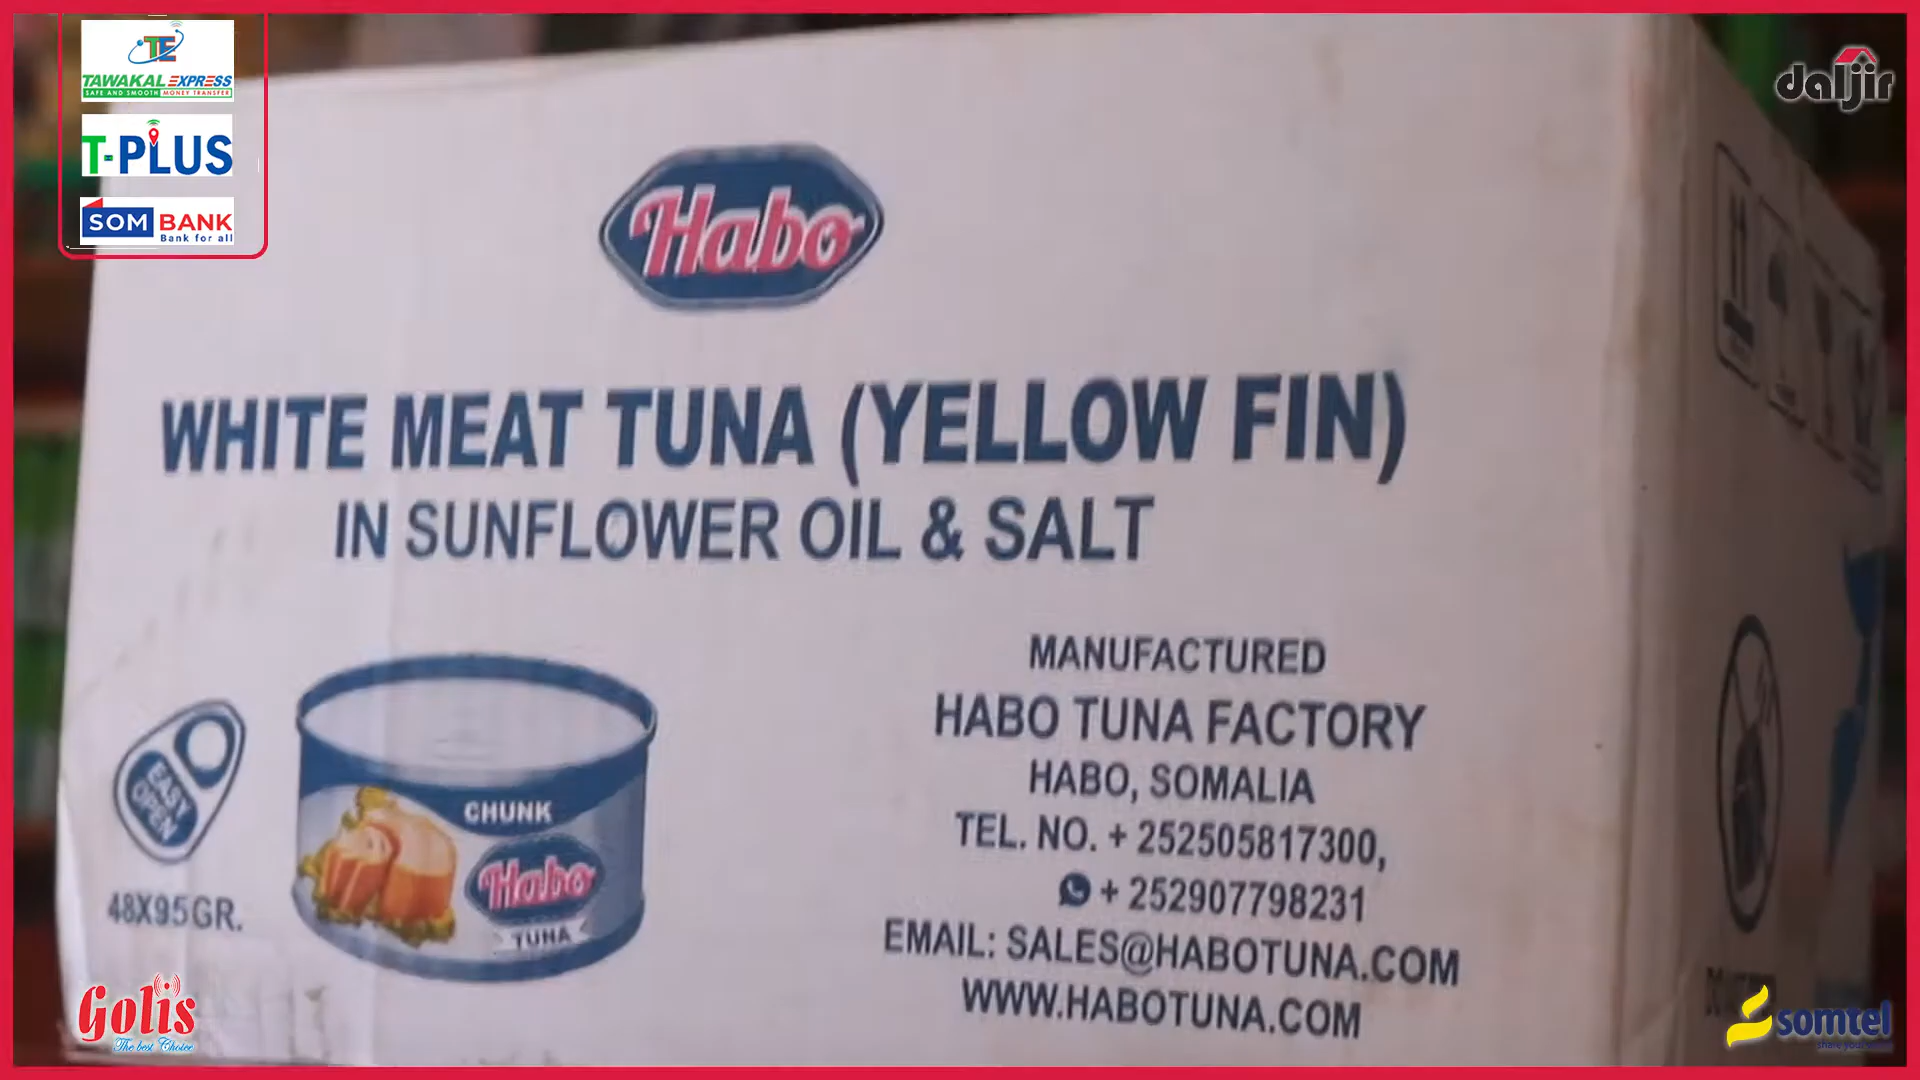 TE
TAWAKAL EXPRESS
SAFE AND SMOOTH MONEY TRANSFER
T-PLUS
SOM BANK
Bank for all
daljir
Habo
WHITE MEAT TUNA (YELLOW FIN)
IN SUNFLOWER OIL & SALT
EASY
OPEN
48X95GR.
CHUNK
Habo
TUNA
MANUFACTURED
HABO TUNA FACTORY
HABO, SOMALIA
TEL. NO. + 252505817300,
+ 252907798231
EMAIL: SALES@HABOTUNA.COM
WWW.HABOTUNA.COM
Golis
The best Choice
somtel